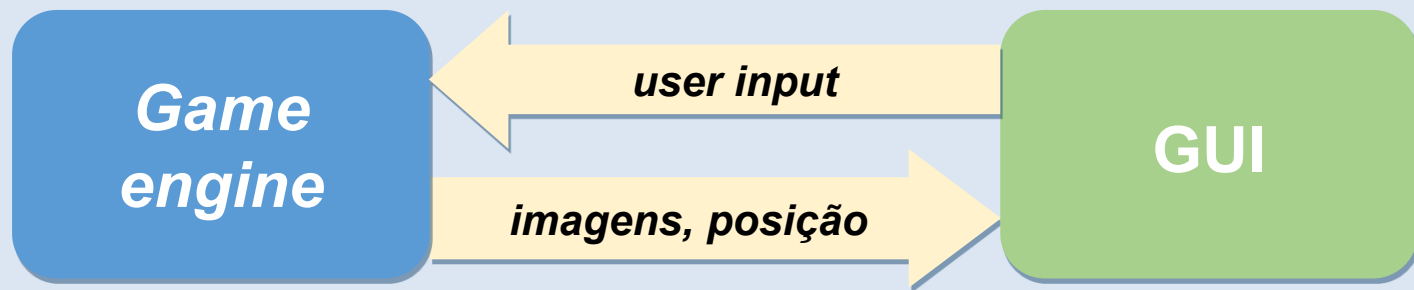 Game
engine
user input
imagens, posição
GUI